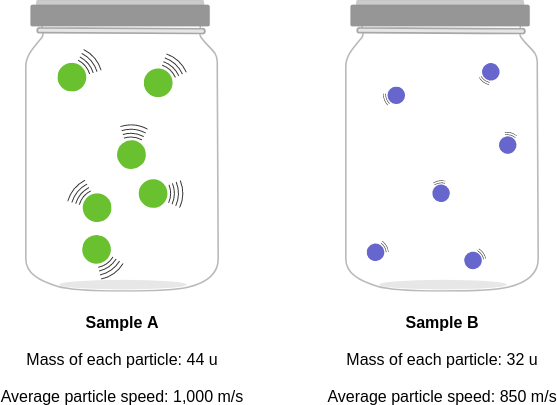 Sample A
Sample B
Mass of each particle: 44 u
Mass of each particle: 32 u
Average particle speed: 1,000 m/s
Average particle speed: 850 m/s